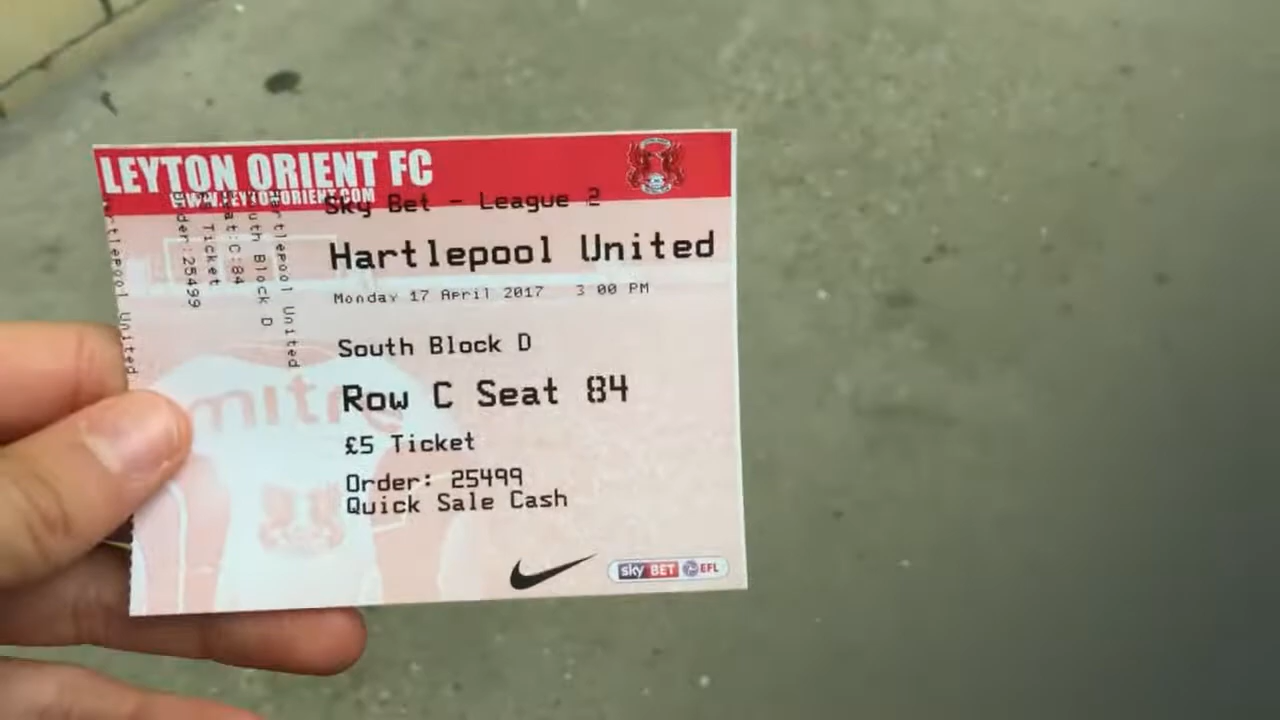 LEYTON ORIENT FC
WWW.LEYTONORIENT.COM
Sky Bet - League 2
Hartlepool United
Monday 17 April 2017 3 00 PM
South Block D
Row C Seat 84
£5 Ticket
Order: 25499
Quick Sale Cash
sky BET EFL
mitre
Hartlepool United
South Block D
Seat:C:84
Ticket
Order:25499
Hartlepool United